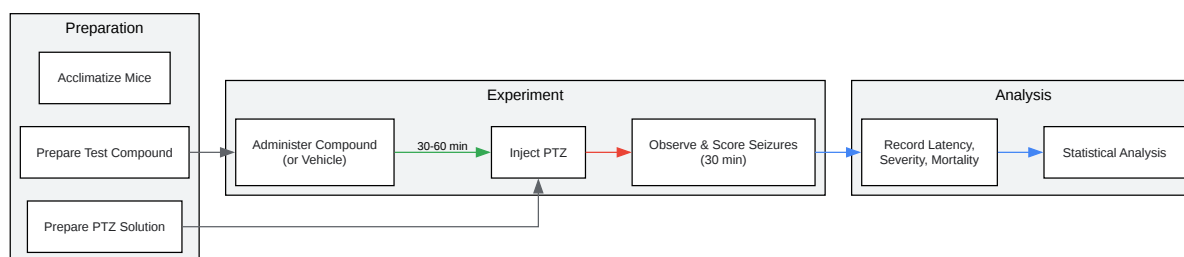 Preparation
Acclimatize Mice
Prepare Test Compound
Prepare PTZ Solution
Experiment
Administer Compound
(or Vehicle)
30-60 min
Inject PTZ
Observe & Score Seizures
(30 min)
Analysis
Record Latency,
Severity, Mortality
Statistical Analysis